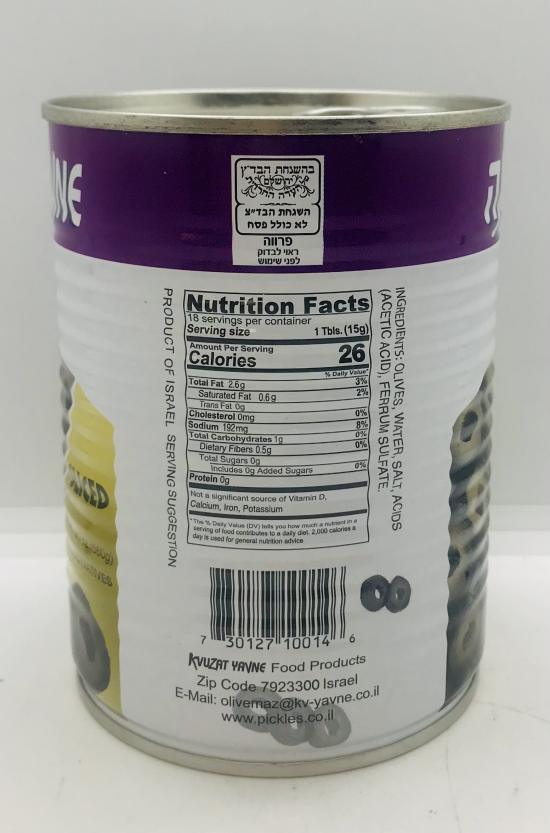 בהשגחת הבד״ץ
ירושלם
השגחת הבד״צ
לא כולל פסח
פרווה
ראוי לבדוק
לפני שימוש
Nutrition Facts
18 servings per container
Serving size 1 Tbls. (15g)
Amount Per Serving
Calories 26
% Daily Value*
Total Fat 2.6g 3%
Saturated Fat 0.6g 2%
Trans Fat 0g
Cholesterol 0mg 0%
Sodium 192mg 8%
Total Carbohydrates 1g 0%
Dietary Fibers 0.5g 0%
Total Sugars 0g
Includes 0g Added Sugars 0%
Protein 0g
Not a significant source of Vitamin D,
Calcium, Iron, Potassium
*The % Daily Value (DV) tells you how much a nutrient in a
serving of food contributes to a daily diet. 2,000 calories a
day is used for general nutrition advice
INGREDIENTS: OLIVES, WATER, SALT, ACIDS
(ACETIC ACID), FERRUM SULFATE.
PRODUCT OF ISRAEL SERVING SUGGESTION
SLICED
7 30127 10014 6
KVUZAT YAVNE Food Products
Zip Code 7923300 Israel
E-Mail: olivemaz@kv-yavne.co.il
www.pickles.co.il